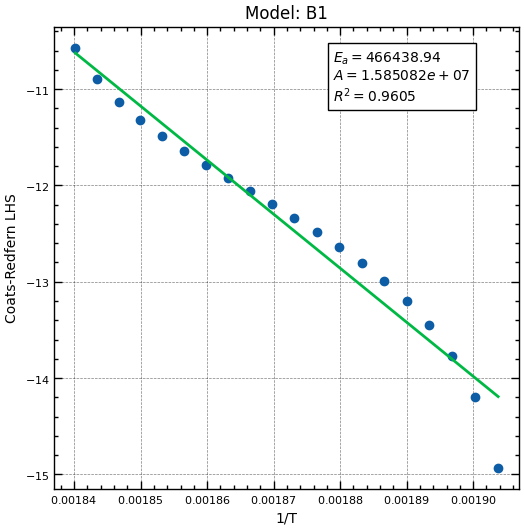 Model: B1
E_a = 466438.94
A = 1.585082e + 07
R² = 0.9605
Coats-Redfern LHS
−11
−12
−13
−14
−15
0.00184 0.00185 0.00186 0.00187 0.00188 0.00189 0.00190
1/T